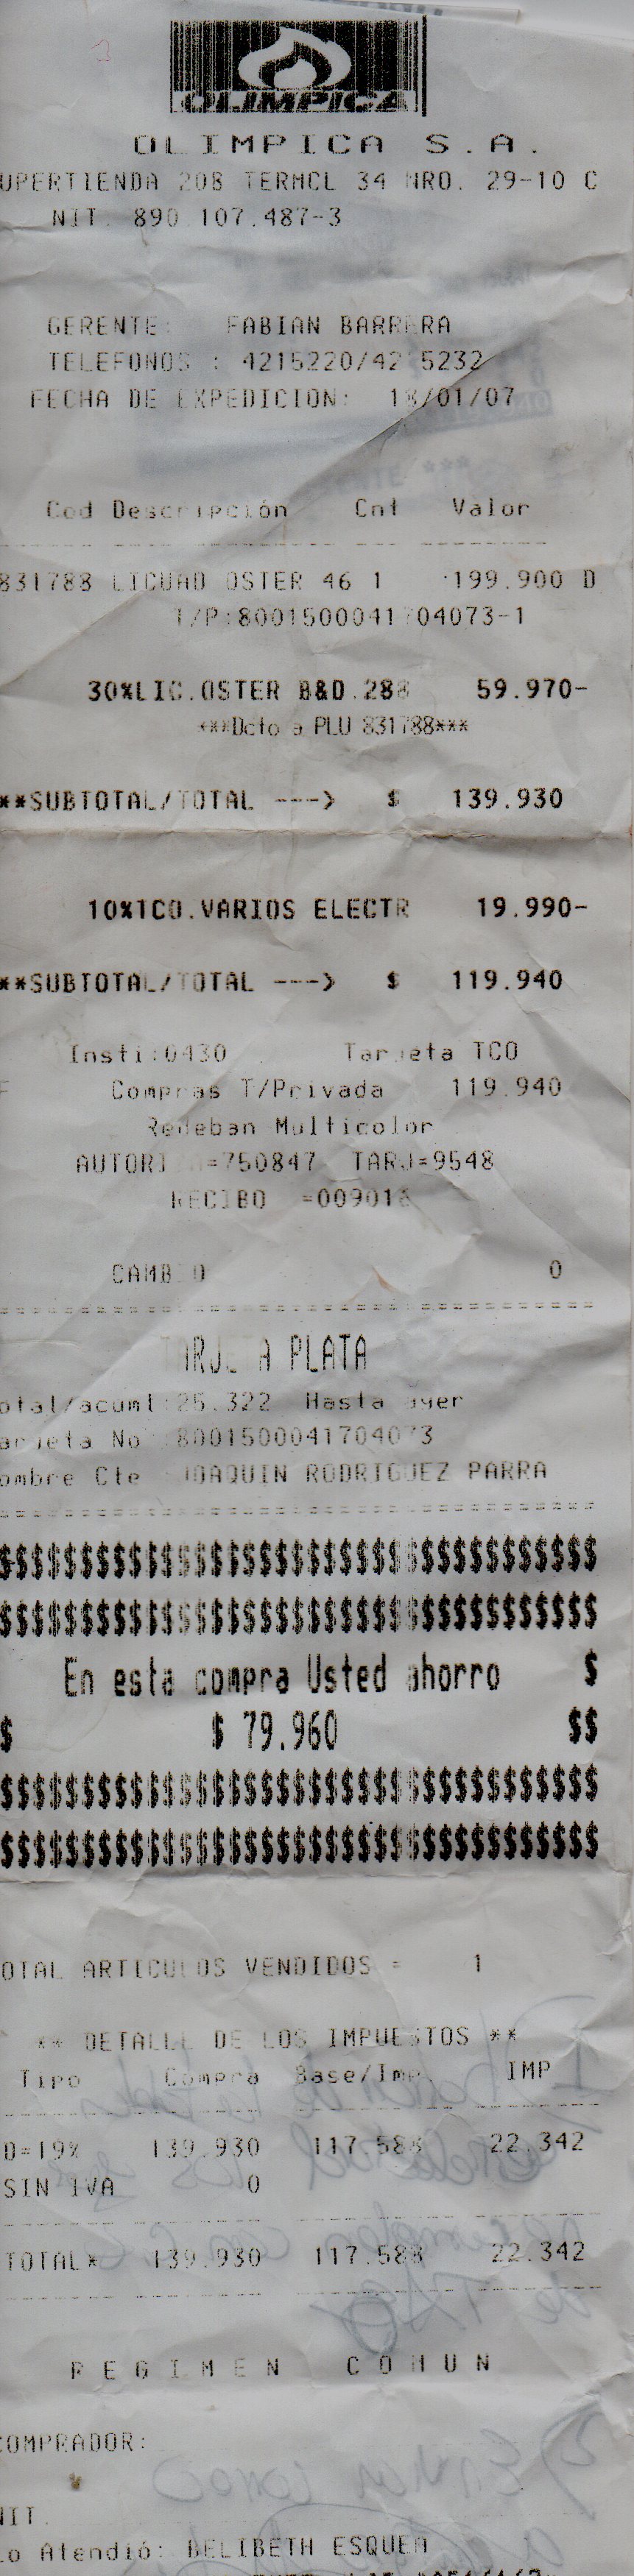 OLIMPICA
OLIMPICA S.A.
UPERTIENDA 208 TERMCL 34 NRO. 29-10 C
NIT. 890 107.487-3
GERENTE: FABIAN BARRERA
TELEFONOS : 4215220/42 5232
FECHA DE EXPEDICION: 18/01/07
Cod Descripción Cnt Valor
831788 LICUAD OSTER 46 1 199.900 D
T/P:8001500041704073-1
30%LIC.OSTER B&D.288 59.970-
***Dcto a PLU 831788***
**SUBTOTAL/TOTAL ---> $ 139.930
10%1CO.VARIOS ELECTR 19.990-
**SUBTOTAL/TOTAL ---> $ 119.940
Insti:0430 Tarjeta TCO
Compras T/Privada 119.940
Redeban Multicolor
AUTORI =750847 TARJ=9548
RECIBO =009018
CAMBIO 0
TARJETA PLATA
otal/acuml:25.322 Hasta ayer
arjeta No 8001500041704073
ombre Cte JOAQUIN RODRIGUEZ PARRA
$$$$$$$$$$$$$$$$$$$$$$$$$$$$$$$$$$$$$
$$$$$$$$$$$$$$$$$$$$$$$$$$$$$$$$$$$$$
En esta compra Usted ahorro $
$ $ 79.960 $$
$$$$$$$$$$$$$$$$$$$$$$$$$$$$$$$$$$$$$
$$$$$$$$$$$$$$$$$$$$$$$$$$$$$$$$$$$$$
OTAL ARTICULOS VENDIDOS = 1
** DETALLE DE LOS IMPUESTOS **
Tipo Compra Base/Imp. IMP
D=19% 139.930 117.588 22.342
SIN IVA 0
TOTAL* 139.930 117.588 22.342
REGIMEN COMUN
COMPRADOR:
NIT.
Lo Atendió: BELIBETH ESQUEA